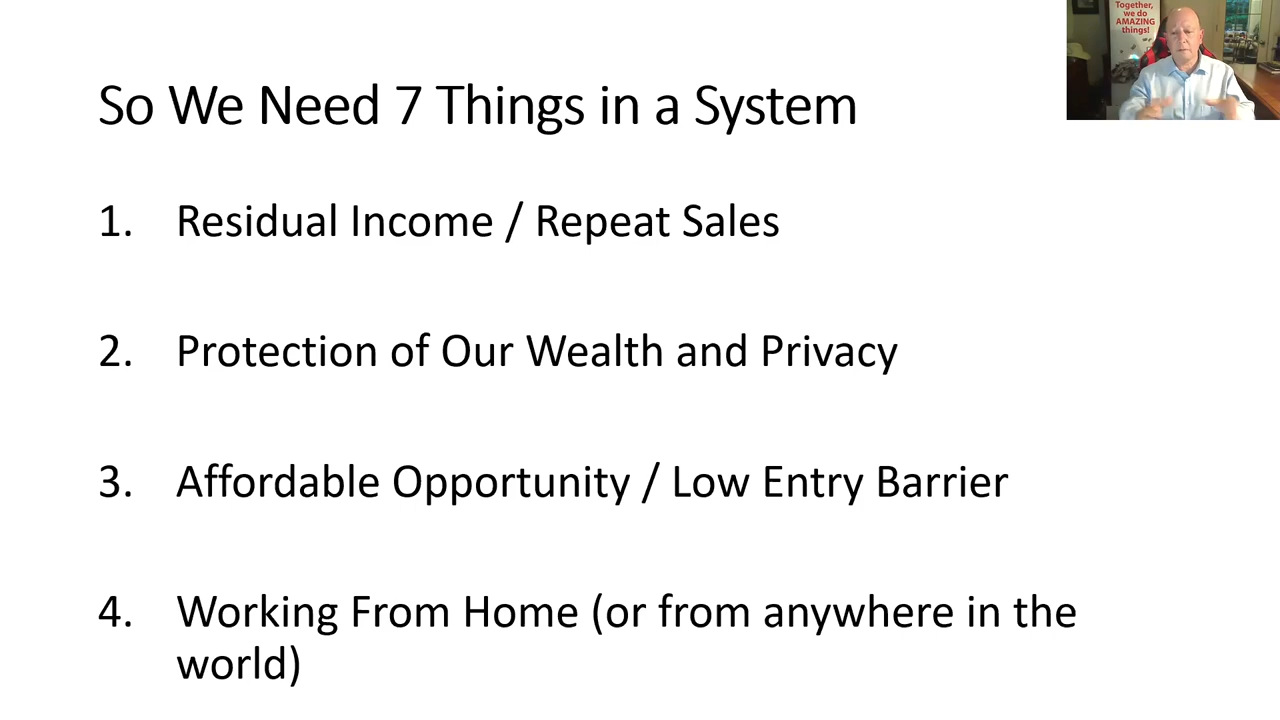 Together,
we do
AMAZING
things!
So We Need 7 Things in a System
1. Residual Income / Repeat Sales
2. Protection of Our Wealth and Privacy
3. Affordable Opportunity / Low Entry Barrier
4. Working From Home (or from anywhere in the
world)